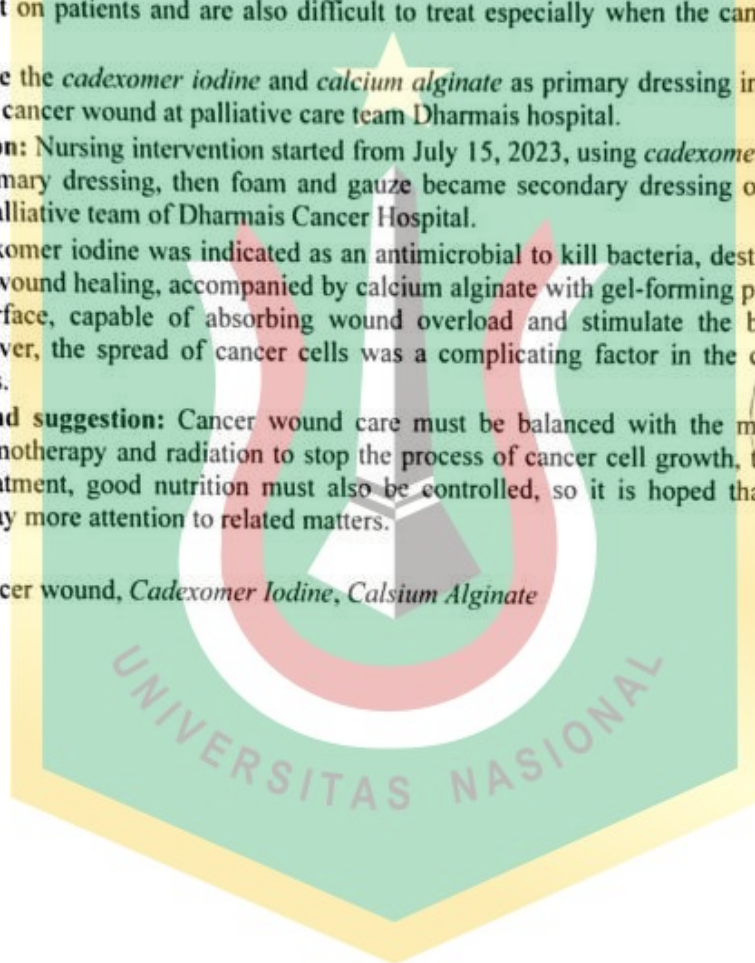 t on patients and are also difficult to treat especially when the can
e the cadexomer iodine and calcium alginate as primary dressing in
cancer wound at palliative care team Dharmais hospital.
n: Nursing intervention started from July 15, 2023, using cadexome
mary dressing, then foam and gauze became secondary dressing o
lliative team of Dharmais Cancer Hospital.
omer iodine was indicated as an antimicrobial to kill bacteria, dest
wound healing, accompanied by calcium alginate with gel-forming p
rface, capable of absorbing wound overload and stimulate the b
ver, the spread of cancer cells was a complicating factor in the c
s.
nd suggestion: Cancer wound care must be balanced with the m
notherapy and radiation to stop the process of cancer cell growth, t
atment, good nutrition must also be controlled, so it is hoped tha
y more attention to related matters.
cer wound, Cadexomer Iodine, Calsium Alginate
UNIVERSITAS NASIONAL